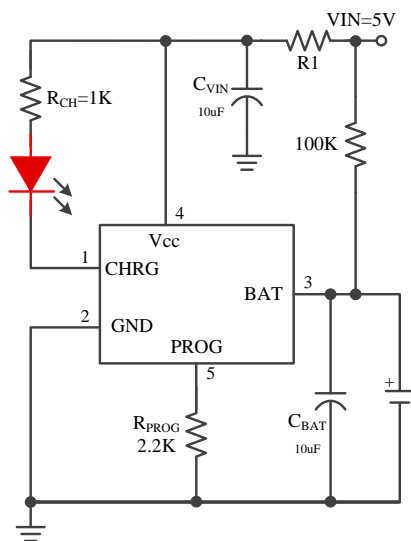 VIN=5V
R1
RCH=1K
CVIN
10uF
100K
4
Vcc
1
CHRG
3
BAT
2
GND
PROG
5
RPROG
2.2K
CBAT
10uF
+